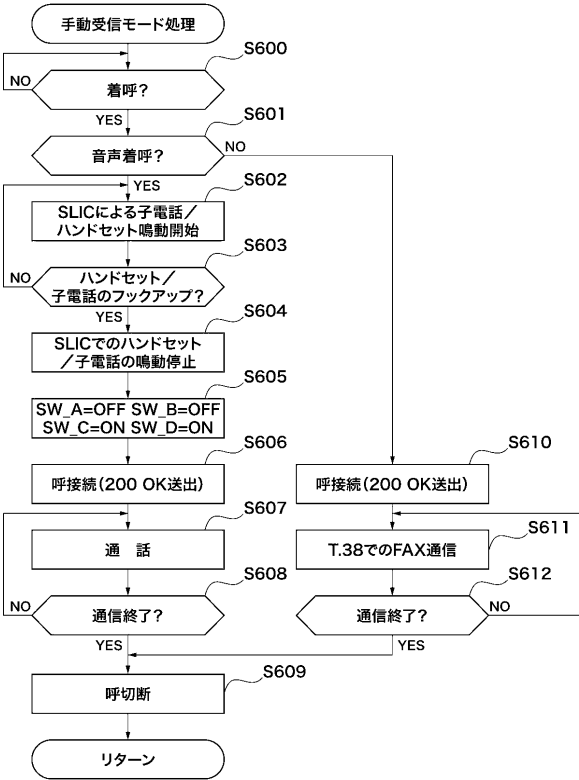 手動受信モード処理
S600
着呼?
NO
YES
S601
音声着呼?
NO
YES
S602
SLICによる子電話/
ハンドセット鳴動開始
S603
ハンドセット/
子電話のフックアップ?
NO
YES
S604
SLICでのハンドセット
/子電話の鳴動停止
S605
SW_A=OFF SW_B=OFF
SW_C=ON SW_D=ON
S606
呼接続(200 OK送出)
S607
通 話
S608
通信終了?
NO
YES
S610
呼接続(200 OK送出)
S611
T.38でのFAX通信
S612
通信終了?
NO
YES
S609
呼切断
リターン